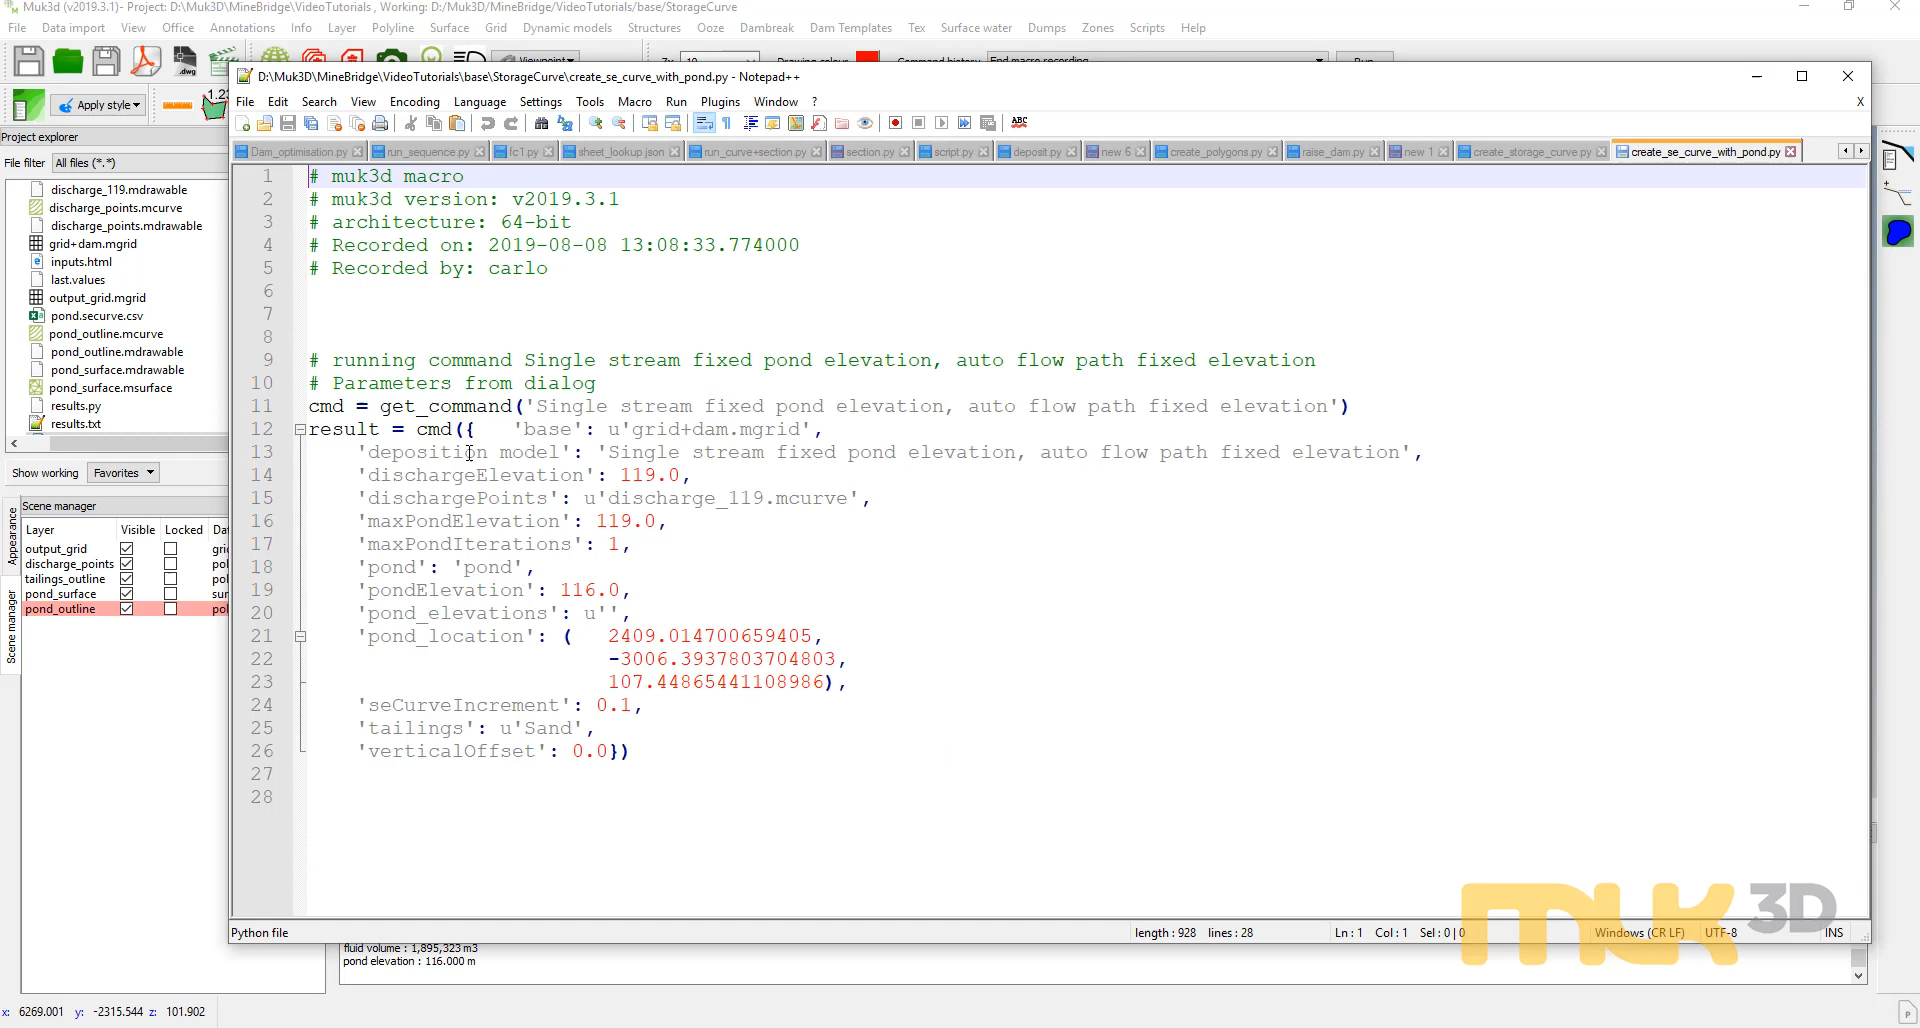 Muk3d (v2019.3.1)- Project: D:\Muk3D\MineBridge\VideoTutorials , Working: D:/Muk3D/MineBridge/VideoTutorials/base/StorageCurve
File Data import View Office Annotations Info Layer Polyline Surface Grid Dynamic models Structures Ooze Dambreak Dam Templates Tex Surface water Dumps Zones Scripts Help
Apply style
Project explorer
File filter All files (*.*)
discharge_119.mdrawable
discharge_points.mcurve
discharge_points.mdrawable
grid+dam.mgrid
inputs.html
last.values
output_grid.mgrid
pond.securve.csv
pond_outline.mcurve
pond_outline.mdrawable
pond_surface.mdrawable
pond_surface.msurface
results.py
results.txt
Show working Favorites
Scene manager
Appearance
Scene manager
Layer Visible Locked Dat
output_grid gri
discharge_points pol
tailings_outline pol
pond_surface sur
pond_outline pol
D:\Muk3D\MineBridge\VideoTutorials\base\StorageCurve\create_se_curve_with_pond.py - Notepad++
File Edit Search View Encoding Language Settings Tools Macro Run Plugins Window ? X
ABC
Dam_optimisation.py run_sequence.py fc1.py sheet_lookup.json run_curve+section.py section.py script.py deposit.py new 6 create_polygons.py raise_dam.py new 1 create_storage_curve.py create_se_curve_with_pond.py
1 # muk3d macro
2 # muk3d version: v2019.3.1
3 # architecture: 64-bit
4 # Recorded on: 2019-08-08 13:08:33.774000
5 # Recorded by: carlo
6
7
8
9 # running command Single stream fixed pond elevation, auto flow path fixed elevation
10 # Parameters from dialog
11 cmd = get_command('Single stream fixed pond elevation, auto flow path fixed elevation')
12 result = cmd({ 'base': u'grid+dam.mgrid',
13 'deposition model': 'Single stream fixed pond elevation, auto flow path fixed elevation',
14 'dischargeElevation': 119.0,
15 'dischargePoints': u'discharge_119.mcurve',
16 'maxPondElevation': 119.0,
17 'maxPondIterations': 1,
18 'pond': 'pond',
19 'pondElevation': 116.0,
20 'pond_elevations': u'',
21 'pond_location': ( 2409.014700659405,
22 -3006.3937803704803,
23 107.44865441108986),
24 'seCurveIncrement': 0.1,
25 'tailings': u'Sand',
26 'verticalOffset': 0.0})
27
28
MUK 3D
Python file length : 928 lines : 28 Ln : 1 Col : 1 Sel : 0 | 0 Windows (CR LF) UTF-8 INS
fluid volume : 1,895,323 m3
pond elevation : 116.000 m
x: 6269.001 y: -2315.544 z: 101.902